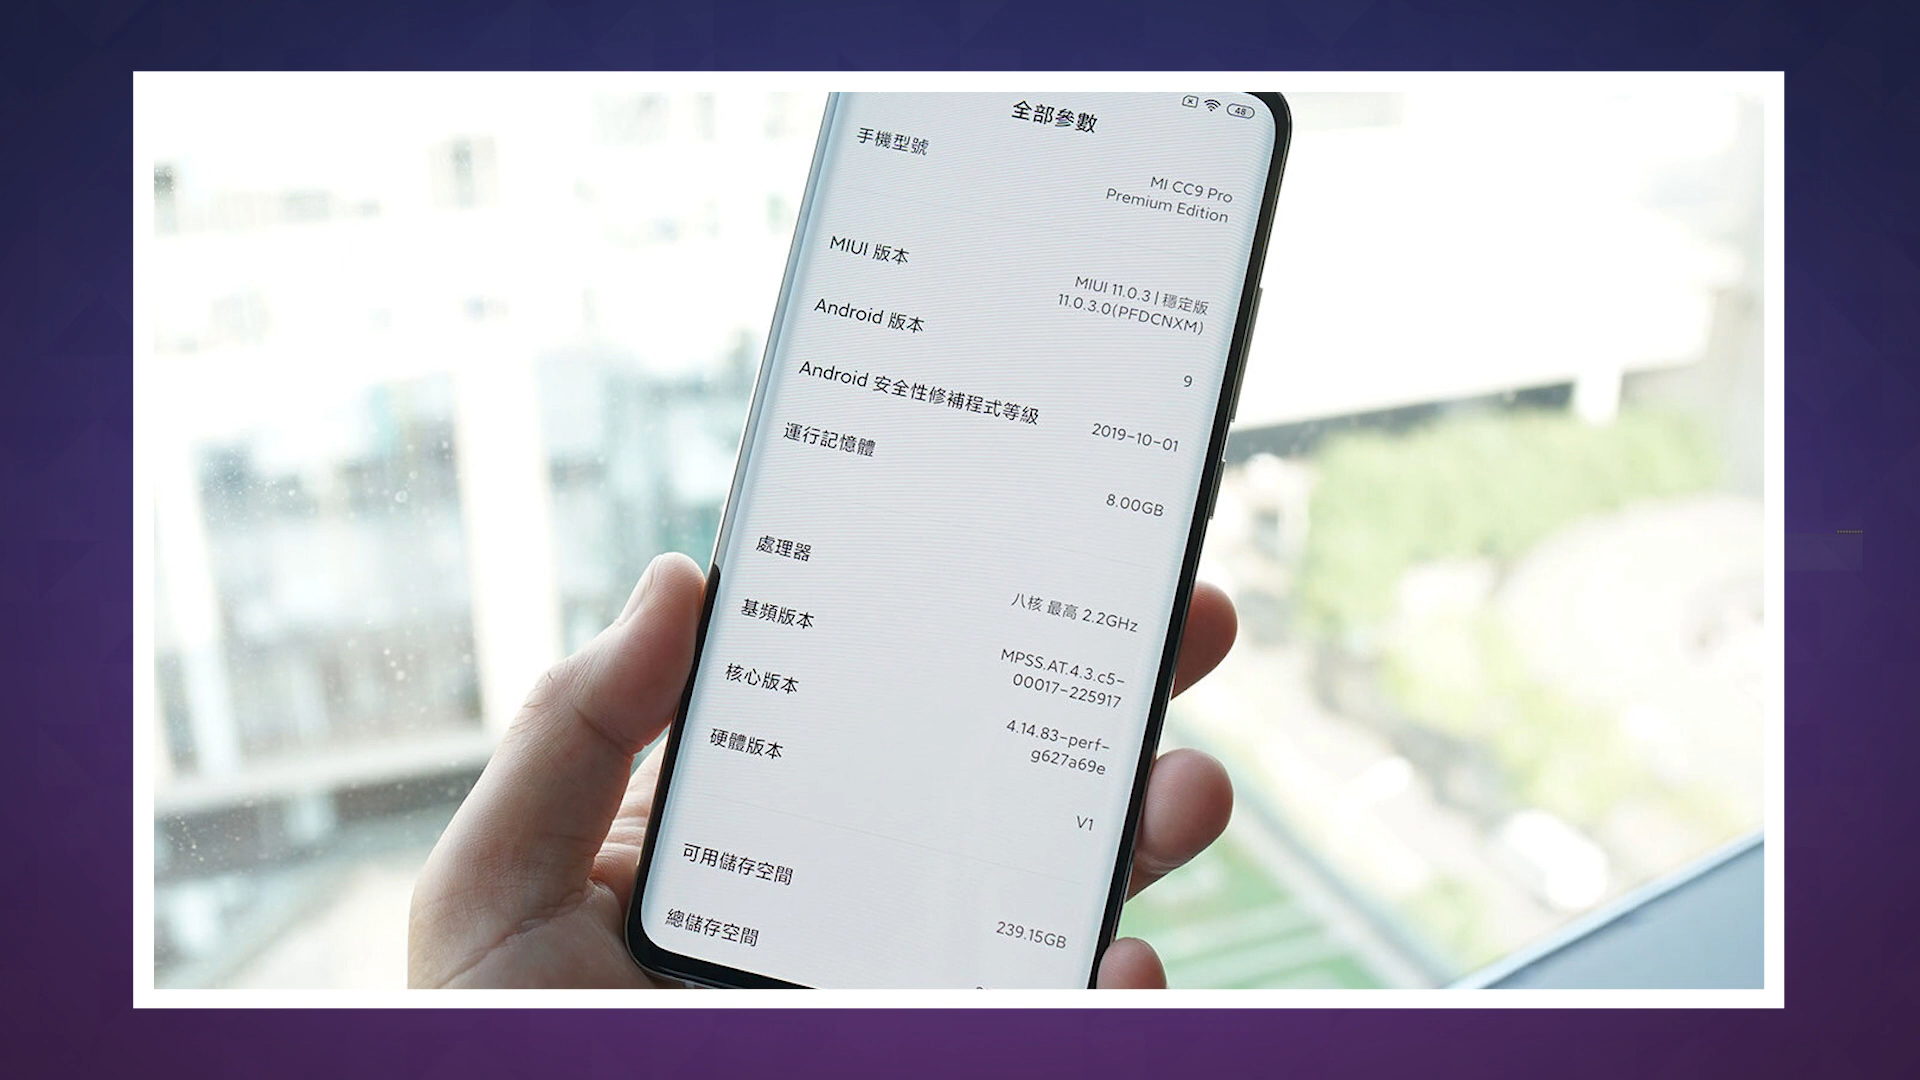 48
全部參數
手機型號
MI CC9 Pro
Premium Edition
MIUI 版本
MIUI 11.0.3 | 穩定版
11.0.3.0(PFDCNXM)
Android 版本
9
Android 安全性修補程式等級
2019-10-01
運行記憶體
8.00GB
處理器
八核 最高 2.2GHz
基頻版本
MPSS.AT.4.3.c5-
00017-225917
核心版本
4.14.83-perf-
g627a69e
硬體版本
V1
可用儲存空間
239.15GB
總儲存空間